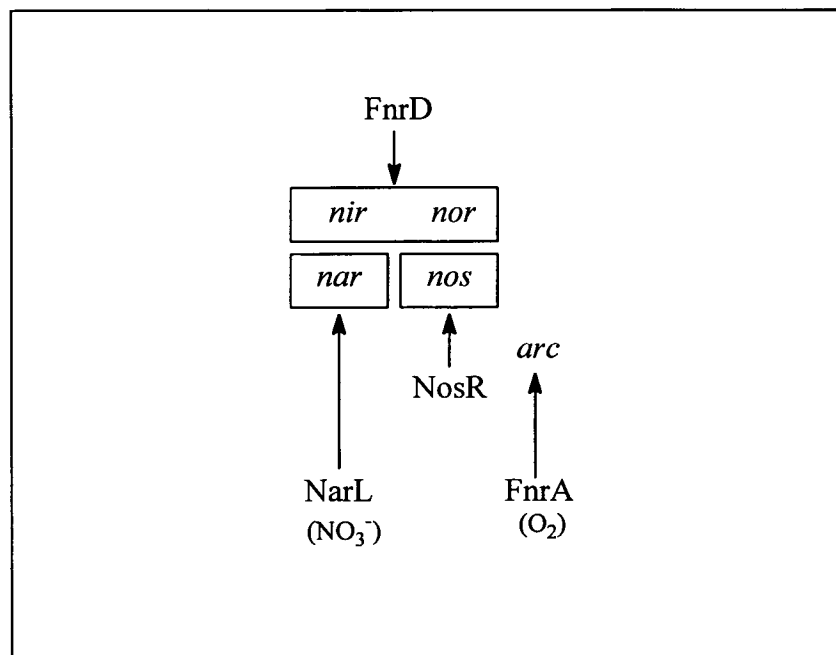 FnrD
nir nor
nar nos
arc
NosR
NarL FnrA
(NO₃⁻) (O₂)